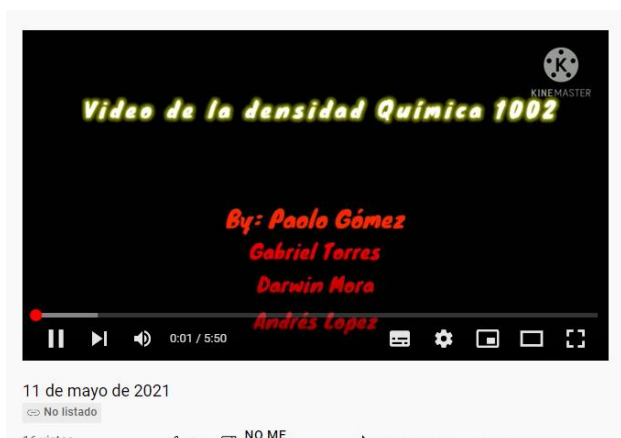 KINEMASTER
Video de la densidad Química 1002
By: Paolo Gómez
Gabriel Torres
Darwin Mora
Andrés Lopez
0:01 / 5:50
11 de mayo de 2021
No listado
NO ME